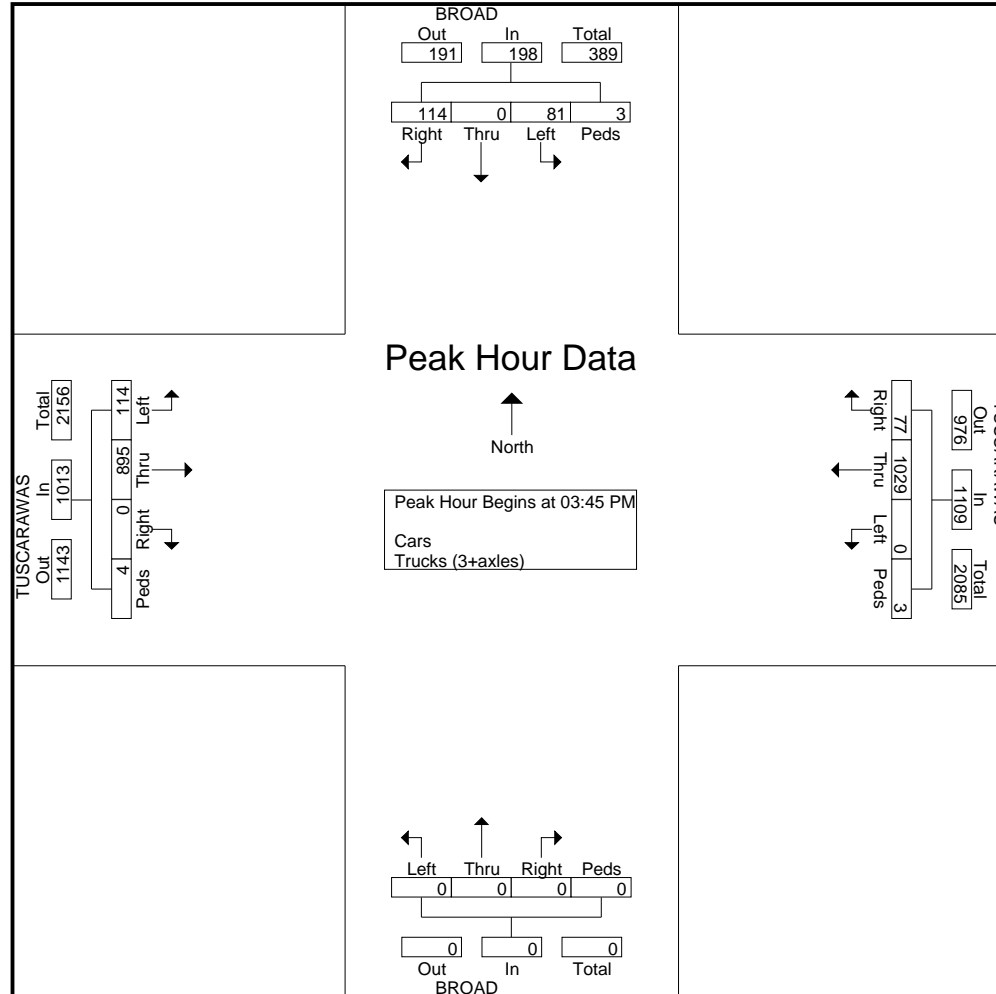 BROAD
Out In Total
191 198 389
114 0 81 3
Right Thru Left Peds
Peak Hour Data
North
Peak Hour Begins at 03:45 PM
Cars
Trucks (3+axles)
TUSCARAWAS
Out In Total
1143 1013 2156
114 895 0 4
Left Thru Right Peds
Out In Total
976 1109 2085
77 1029 0 3
Right Thru Left Peds
Left Thru Right Peds
0 0 0 0
0 0 0
Out In Total
BROAD